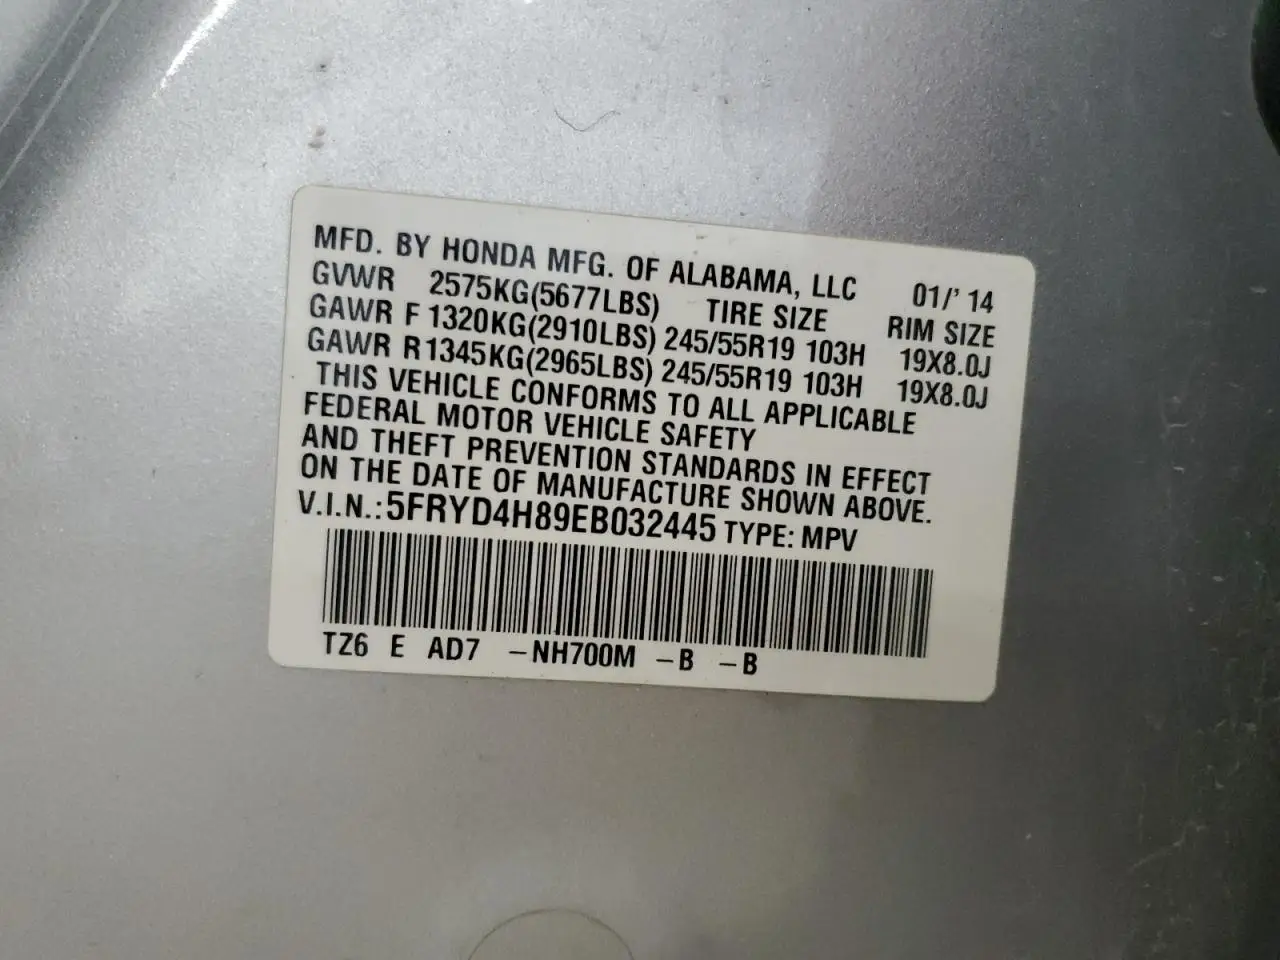 MFD. BY HONDA MFG. OF ALABAMA, LLC 01/' 14
GVWR 2575KG(5677LBS) TIRE SIZE RIM SIZE
GAWR F 1320KG(2910LBS) 245/55R19 103H 19X8.0J
GAWR R 1345KG(2965LBS) 245/55R19 103H 19X8.0J
THIS VEHICLE CONFORMS TO ALL APPLICABLE
FEDERAL MOTOR VEHICLE SAFETY
AND THEFT PREVENTION STANDARDS IN EFFECT
ON THE DATE OF MANUFACTURE SHOWN ABOVE.
V.I.N.: 5FRYD4H89EB032445 TYPE: MPV
TZ6 E AD7 –NH700M –B –B